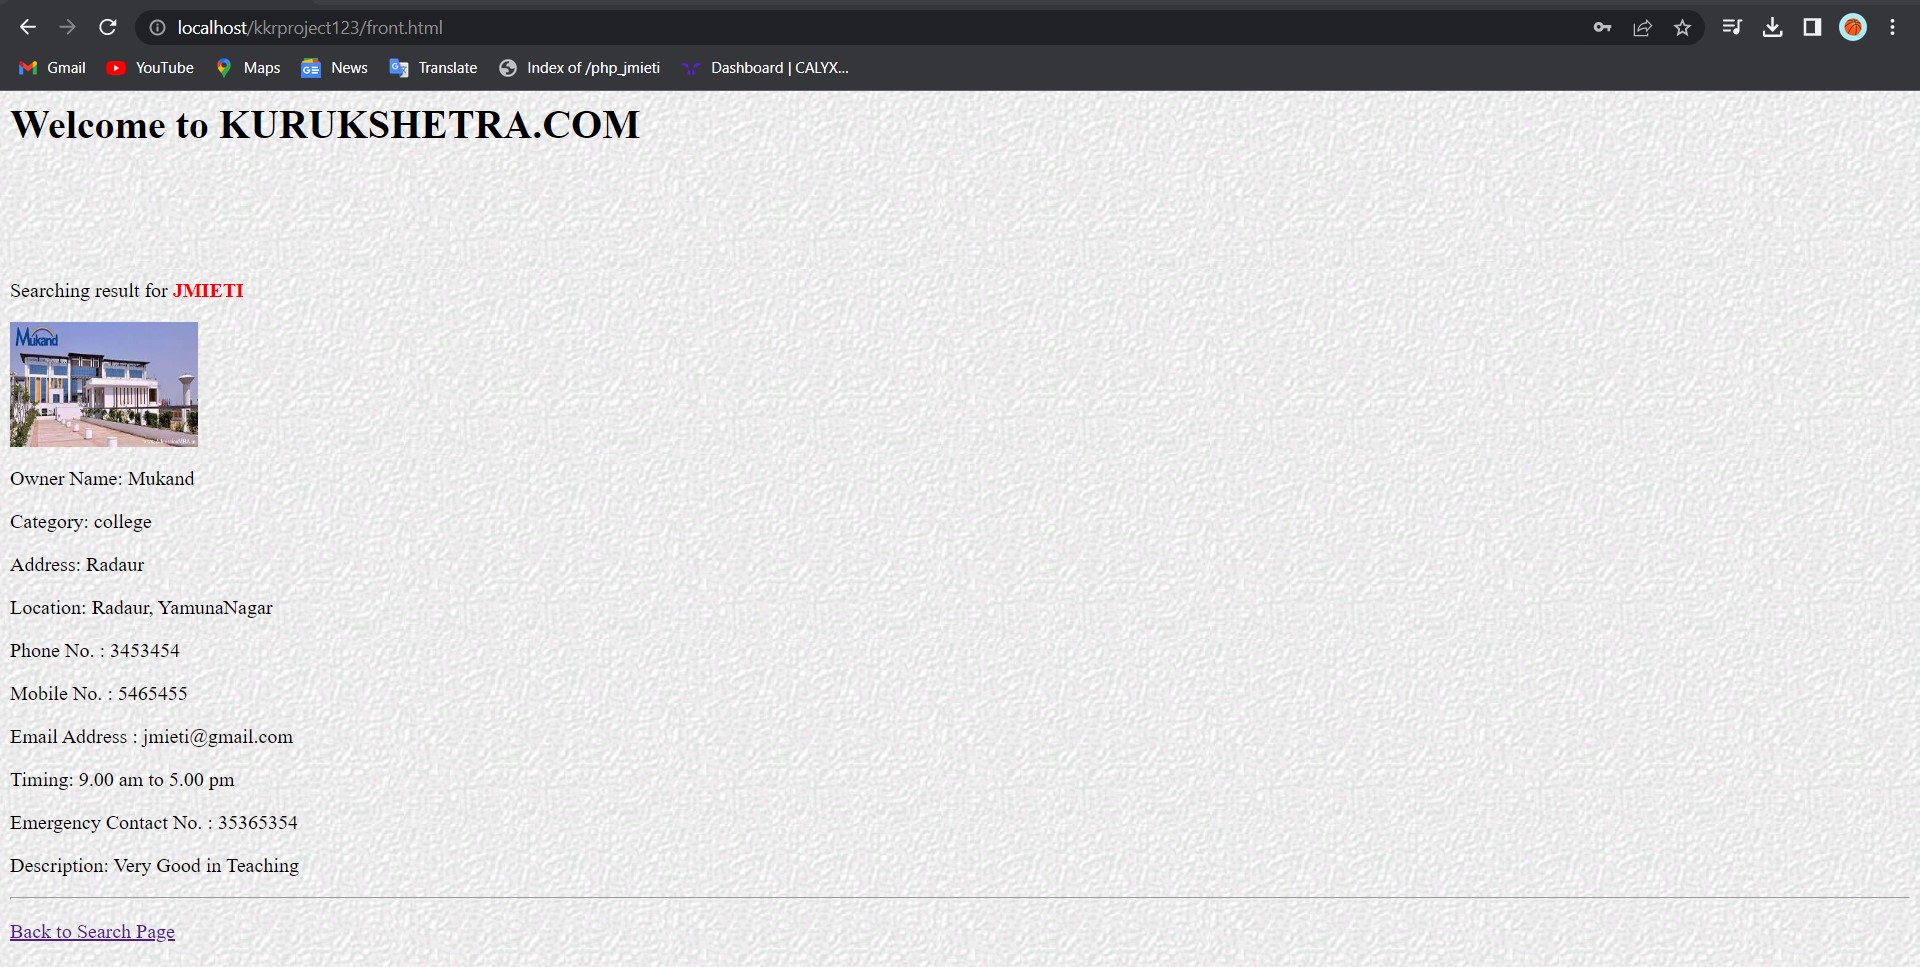 localhost/kkrproject123/front.html
Gmail YouTube Maps News Translate Index of /php_jmieti Dashboard | CALYX...
Welcome to KURUKSHETRA.COM
Searching result for JMIETI
Mukand
Owner Name: Mukand
Category: college
Address: Radaur
Location: Radaur, YamunaNagar
Phone No. : 3453454
Mobile No. : 5465455
Email Address : jmieti@gmail.com
Timing: 9.00 am to 5.00 pm
Emergency Contact No. : 35365354
Description: Very Good in Teaching
Back to Search Page